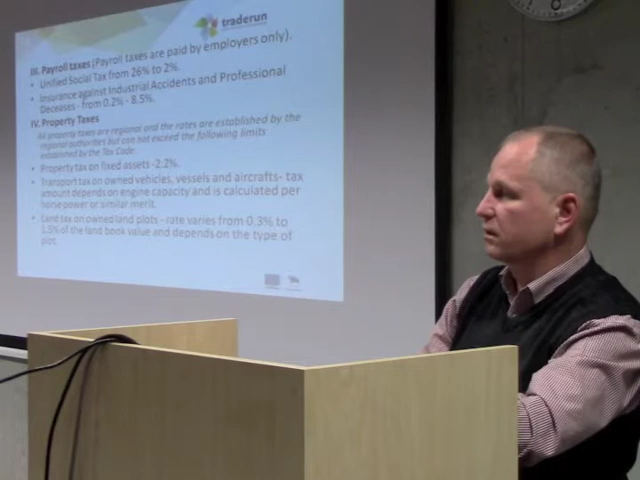 traderun
III. Payroll taxes (Payroll taxes are paid by employers only).
• Unified Social Tax from 26% to 2%.
• Insurance against Industrial Accidents and Professional
Deceases - from 0.2% - 8.5%.
IV. Property Taxes
All property taxes are regional and the rates are established by the
regional authorities but can not exceed the following limits
established by the Tax Code.
• Property tax on fixed assets -2.2%.
• Transport tax on owned vehicles, vessels and aircrafts- tax
amount depends on engine capacity and is calculated per
horse power or similar merit.
• Land tax on owned land plots - rate varies from 0.3% to
1.5% of the land book value and depends on the type of
plot.